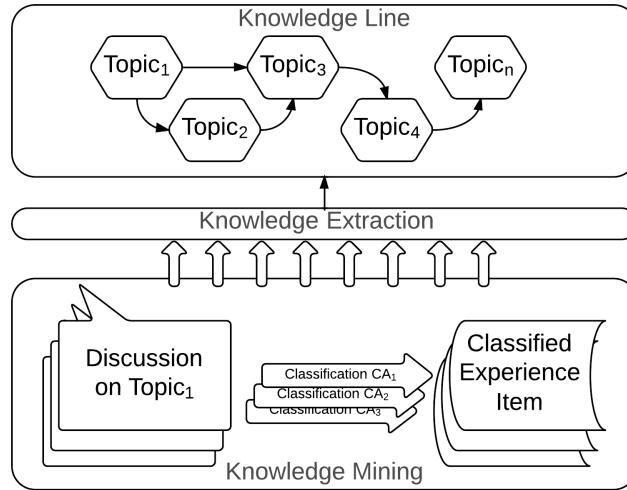 Knowledge Line
Topic₁
Topic₃
Topicₙ
Topic₂
Topic₄
Knowledge Extraction
Discussion
on Topic₁
Classification CA₁
Classification CA₂
Classification CA₃
Classified
Experience
Item
Knowledge Mining